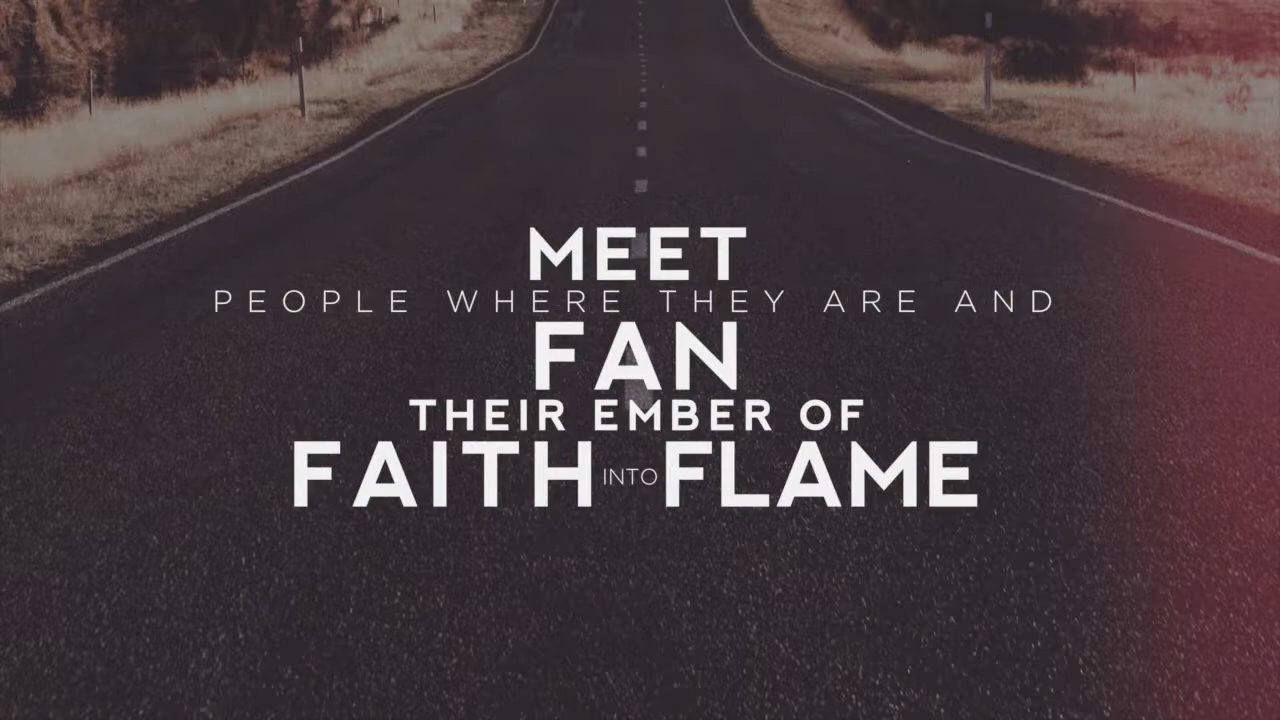 MEET
PEOPLE WHERE THEY ARE AND
FAN
THEIR EMBER OF
FAITH INTO FLAME